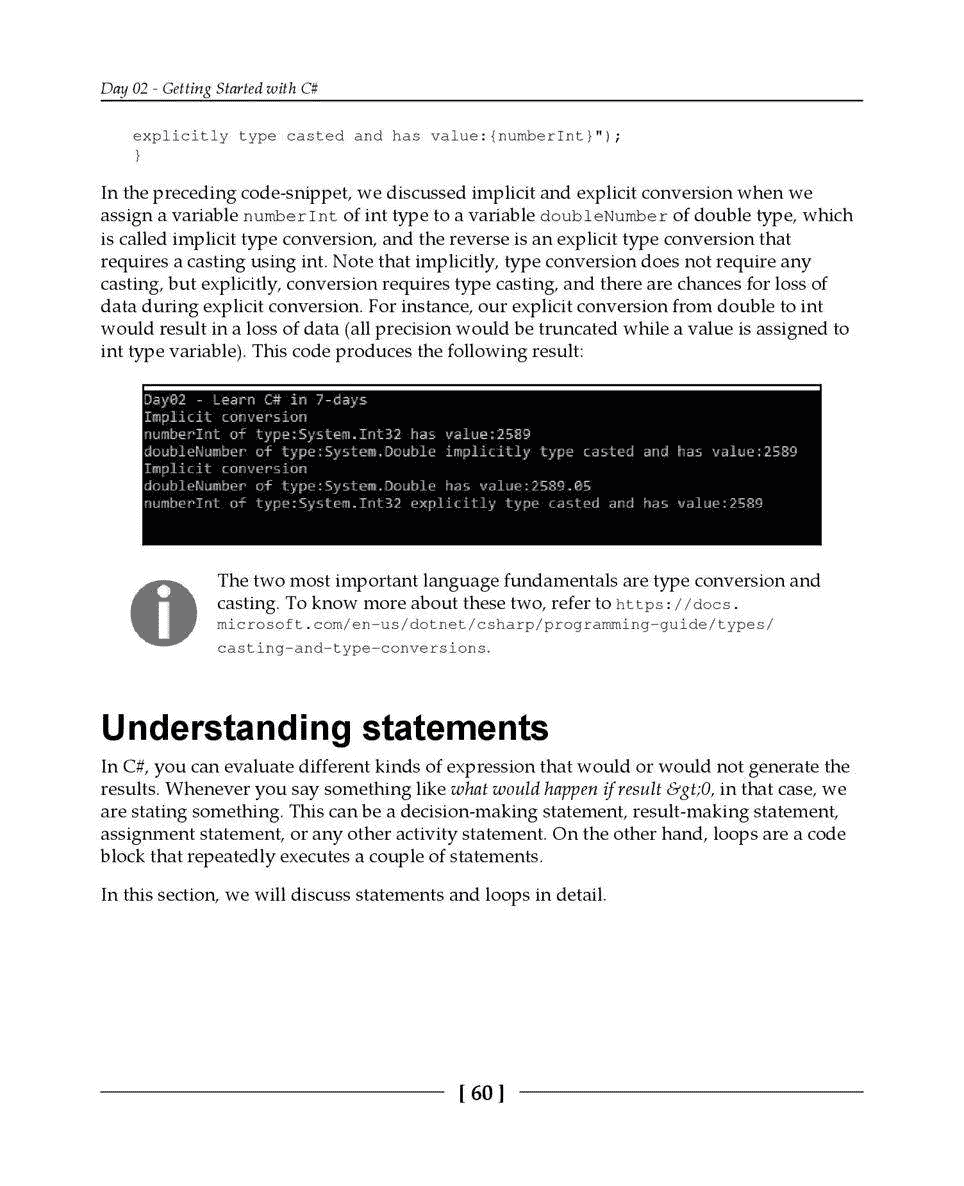 Day 02 - Getting Started with C#
explicitly type casted and has value:{numberInt}");
}
In the preceding code-snippet, we discussed implicit and explicit conversion when we
assign a variable numberInt of int type to a variable doubleNumber of double type, which
is called implicit type conversion, and the reverse is an explicit type conversion that
requires a casting using int. Note that implicitly, type conversion does not require any
casting, but explicitly, conversion requires type casting, and there are chances for loss of
data during explicit conversion. For instance, our explicit conversion from double to int
would result in a loss of data (all precision would be truncated while a value is assigned to
int type variable). This code produces the following result:
Day02 - Learn C# in 7-days
Implicit conversion
numberInt of type:System.Int32 has value:2589
doubleNumber of type:System.Double implicitly type casted and has value:2589
Implicit conversion
doubleNumber of type:System.Double has value:2589.05
numberInt of type:System.Int32 explicitly type casted and has value:2589
The two most important language fundamentals are type conversion and
casting. To know more about these two, refer to https://docs.
microsoft.com/en-us/dotnet/csharp/programming-guide/types/
casting-and-type-conversions.
Understanding statements
In C#, you can evaluate different kinds of expression that would or would not generate the
results. Whenever you say something like what would happen if result &gt;0, in that case, we
are stating something. This can be a decision-making statement, result-making statement,
assignment statement, or any other activity statement. On the other hand, loops are a code
block that repeatedly executes a couple of statements.
In this section, we will discuss statements and loops in detail.
[ 60 ]